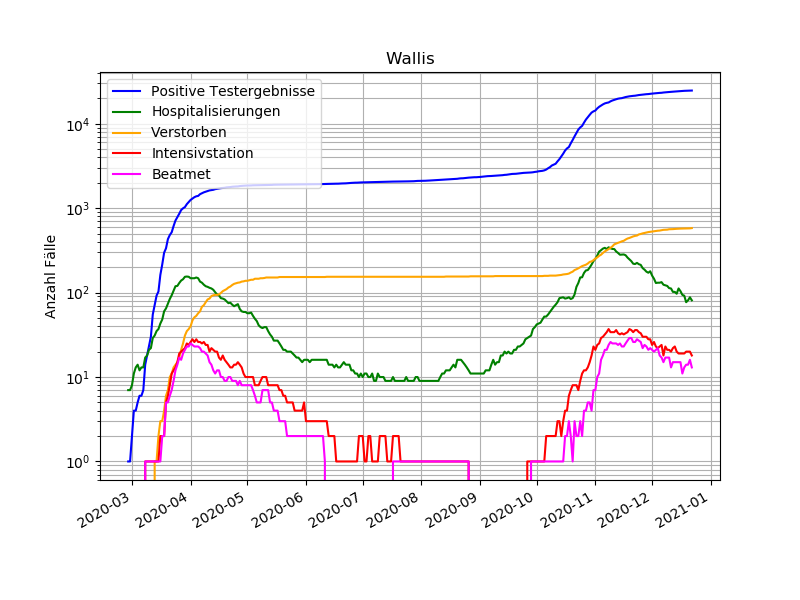 Wallis
Positive Testergebnisse
Hospitalisierungen
Verstorben
Intensivstation
Beatmet
Anzahl Fälle
10^4
10^3
10^2
10^1
10^0
2020-03
2020-04
2020-05
2020-06
2020-07
2020-08
2020-09
2020-10
2020-11
2020-12
2021-01